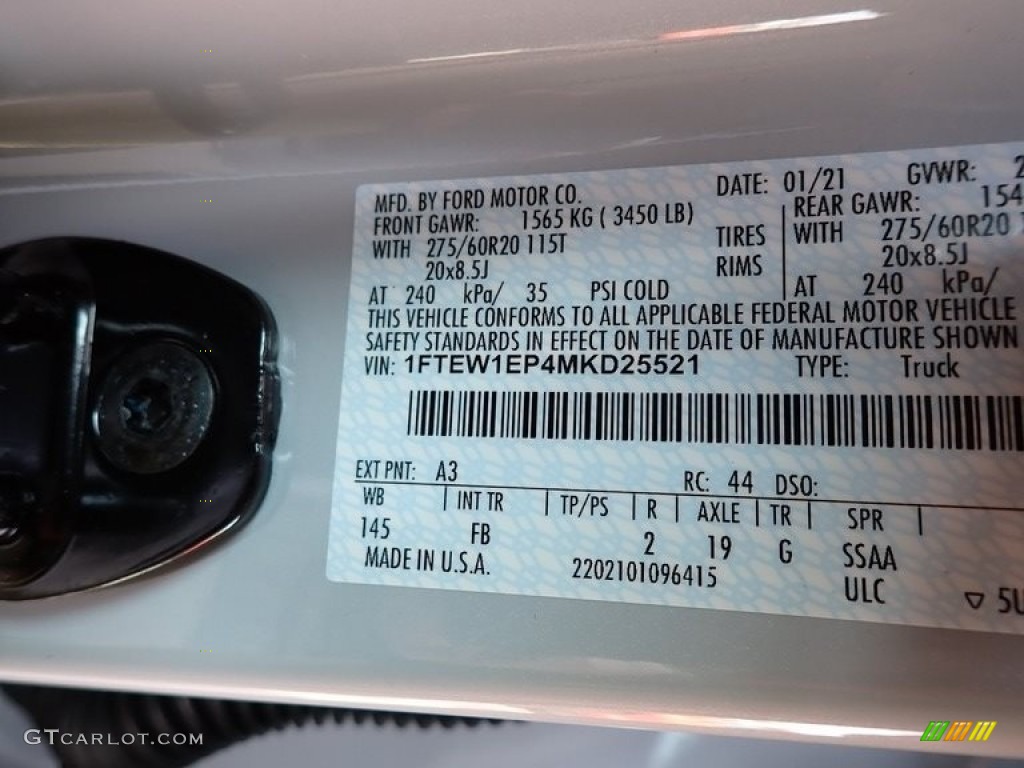 MFD. BY FORD MOTOR CO. DATE: 01/21 GVWR:
FRONT GAWR: 1565 KG ( 3450 LB) REAR GAWR: 154
WITH 275/60R20 115T TIRES WITH 275/60R20
20x8.5J RIMS 20x8.5J
AT 240 kPa/ 35 PSI COLD AT 240 kPa/
THIS VEHICLE CONFORMS TO ALL APPLICABLE FEDERAL MOTOR VEHICLE
SAFETY STANDARDS IN EFFECT ON THE DATE OF MANUFACTURE SHOWN
VIN: 1FTEW1EP4MKD25521 TYPE: Truck
EXT PNT: A3 RC: 44 DSO:
WB INT TR TP/PS R AXLE TR SPR
145 FB 2 19 G SSAA
MADE IN U.S.A. 2202101096415 ULC 5U
GTCARLOT.COM